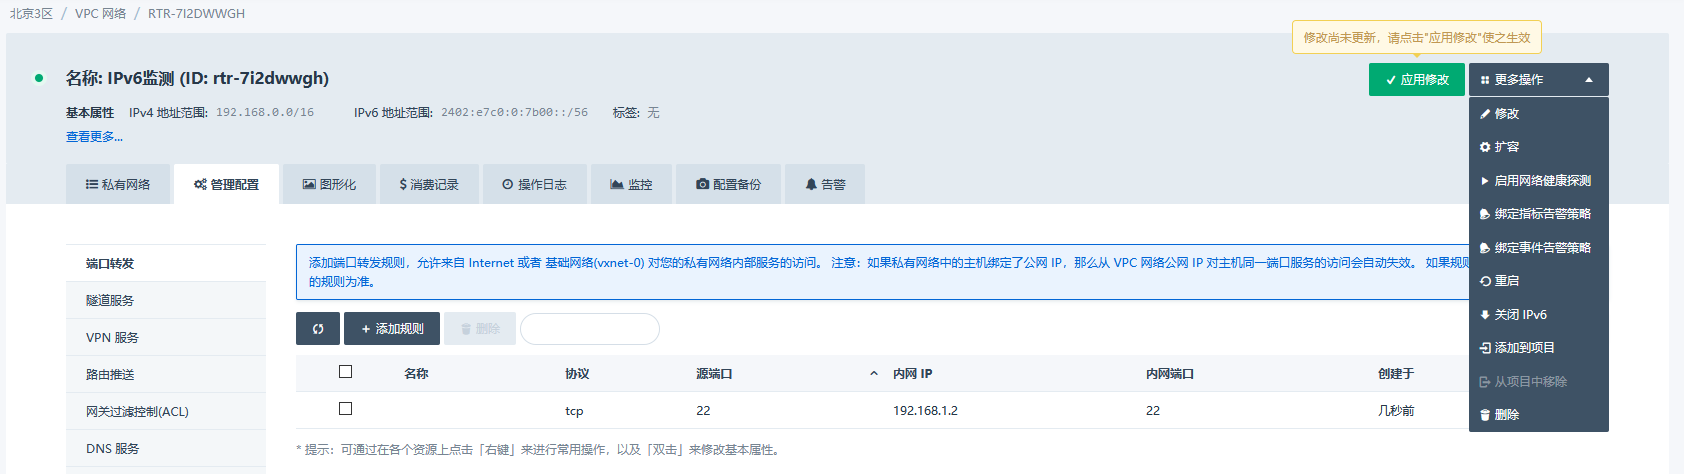 北京3区 / VPC 网络 / RTR-7I2DWWGH
修改尚未更新，请点击"应用修改"使之生效
名称: IPv6监测 (ID: rtr-7i2dwwgh)
应用修改
更多操作
基本属性 IPv4 地址范围: 192.168.0.0/16 IPv6 地址范围: 2402:e7c0:0:7b00::/56 标签: 无
查看更多...
私有网络 管理配置 图形化 $ 消费记录 操作日志 监控 配置备份 告警
修改
扩容
启用网络健康探测
绑定指标告警策略
绑定事件告警策略
重启
关闭 IPv6
添加到项目
从项目中移除
删除
端口转发
隧道服务
VPN 服务
路由推送
网关过滤控制(ACL)
DNS 服务
添加端口转发规则，允许来自 Internet 或者 基础网络(vxnet-0) 对您的私有网络内部服务的访问。 注意：如果私有网络中的主机绑定了公网 IP，那么从 VPC 网络公网 IP 对主机同一端口服务的访问会自动失效。 如果规则
的规则为准。
+ 添加规则 删除
名称 协议 源端口 内网 IP 内网端口 创建于
tcp 22 192.168.1.2 22 几秒前
* 提示：可通过在各个资源上点击「右键」来进行常用操作，以及「双击」来修改基本属性。